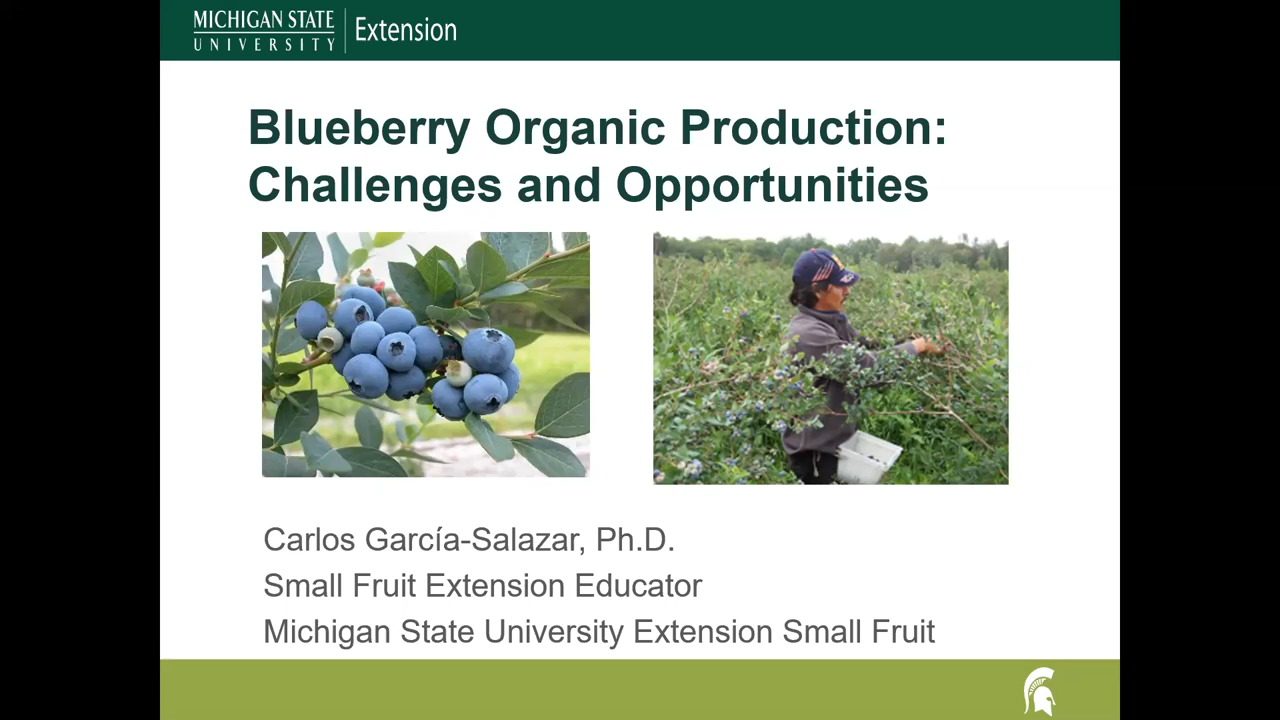 MICHIGAN STATE
UNIVERSITY
Extension
Blueberry Organic Production:
Challenges and Opportunities
Carlos García-Salazar, Ph.D.
Small Fruit Extension Educator
Michigan State University Extension Small Fruit